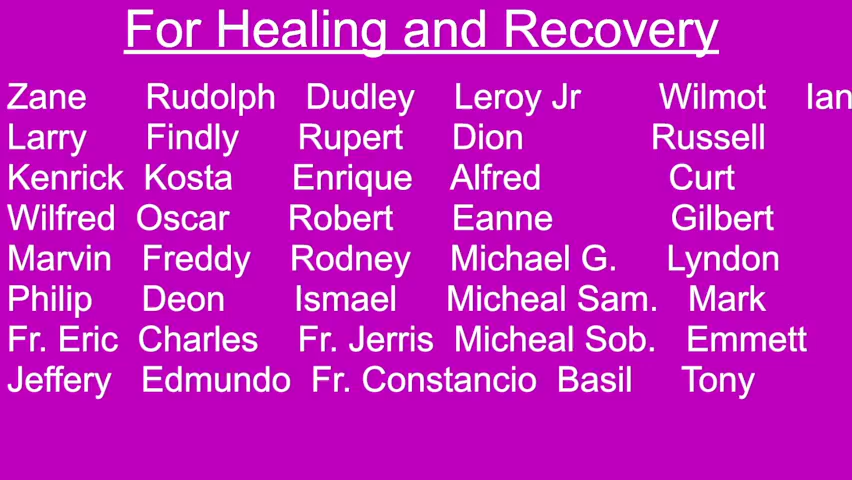 For Healing and Recovery
Zane Rudolph Dudley Leroy Jr Wilmot Ian
Larry Findly Rupert Dion Russell
Kenrick Kosta Enrique Alfred Curt
Wilfred Oscar Robert Eanne Gilbert
Marvin Freddy Rodney Michael G. Lyndon
Philip Deon Ismael Micheal Sam. Mark
Fr. Eric Charles Fr. Jerris Micheal Sob. Emmett
Jeffery Edmundo Fr. Constancio Basil Tony